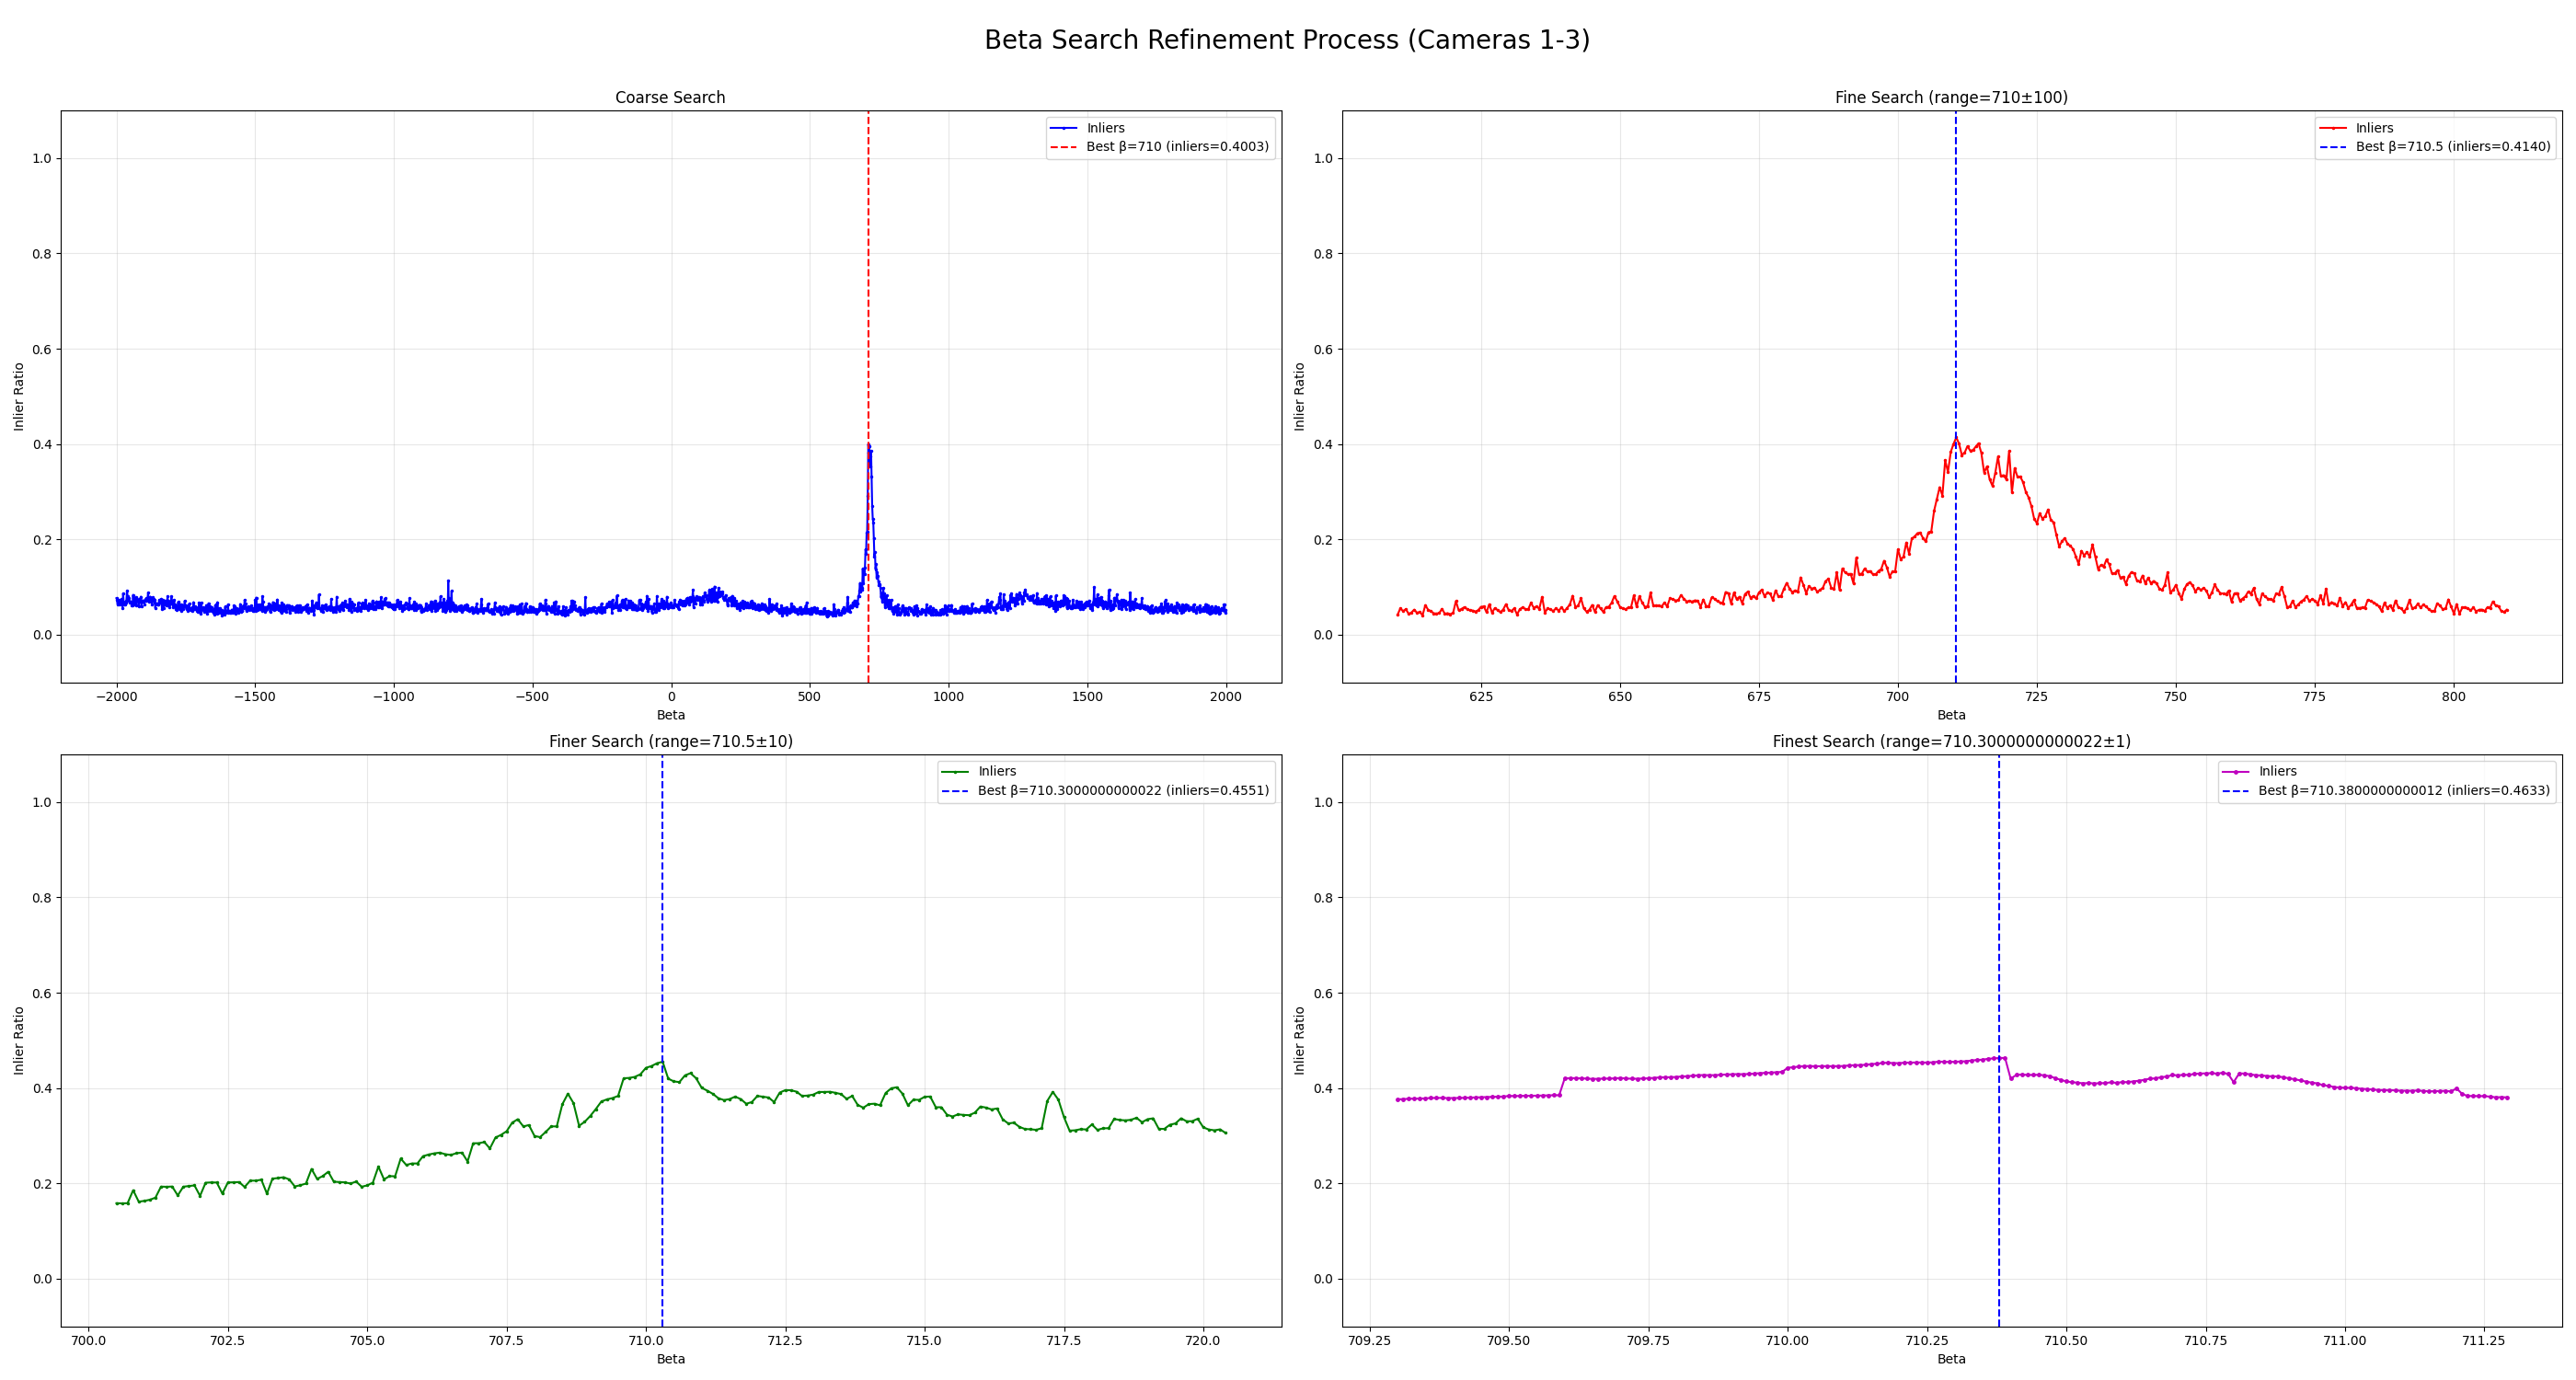 Beta Search Refinement Process (Cameras 1-3)
Coarse Search
Inliers
Best β=710 (inliers=0.4003)
Inlier Ratio
1.0
0.8
0.6
0.4
0.2
0.0
−2000 −1500 −1000 −500 0 500 1000 1500 2000
Beta
Fine Search (range=710±100)
Inliers
Best β=710.5 (inliers=0.4140)
Inlier Ratio
1.0
0.8
0.6
0.4
0.2
0.0
625 650 675 700 725 750 775 800
Beta
Finer Search (range=710.5±10)
Inliers
Best β=710.3000000000022 (inliers=0.4551)
Inlier Ratio
1.0
0.8
0.6
0.4
0.2
0.0
700.0 702.5 705.0 707.5 710.0 712.5 715.0 717.5 720.0
Beta
Finest Search (range=710.3000000000022±1)
Inliers
Best β=710.3800000000012 (inliers=0.4633)
Inlier Ratio
1.0
0.8
0.6
0.4
0.2
0.0
709.25 709.50 709.75 710.00 710.25 710.50 710.75 711.00 711.25
Beta